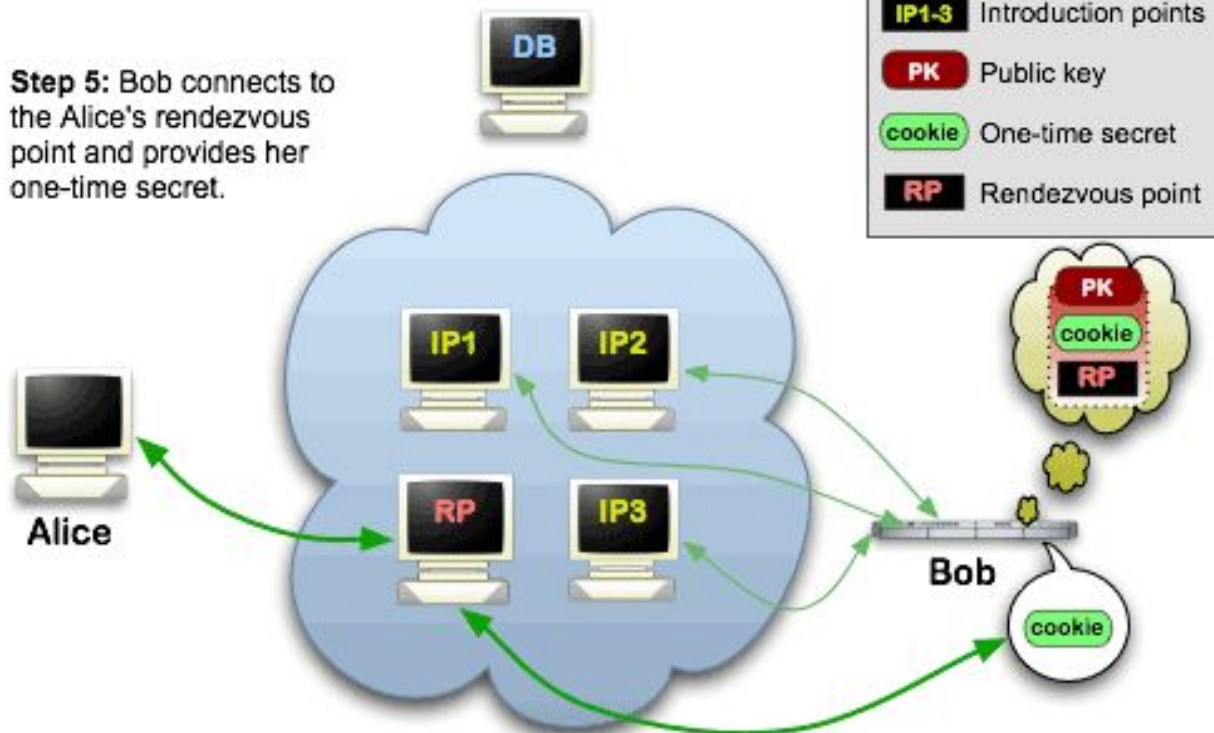 DB
Step 5: Bob connects to
the Alice's rendezvous
point and provides her
one-time secret.
IP1-3 Introduction points
PK Public key
cookie One-time secret
RP Rendezvous point
PK
cookie
RP
IP1 IP2
RP IP3
Alice
Bob
cookie